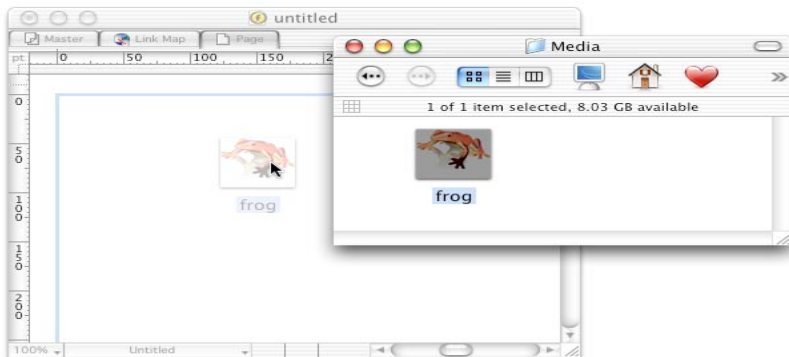 untitled
Master Link Map Page
pt 0 50 100 150 2
0
50
100
150
200
frog
100% Untitled
Media
1 of 1 item selected, 8.03 GB available
frog